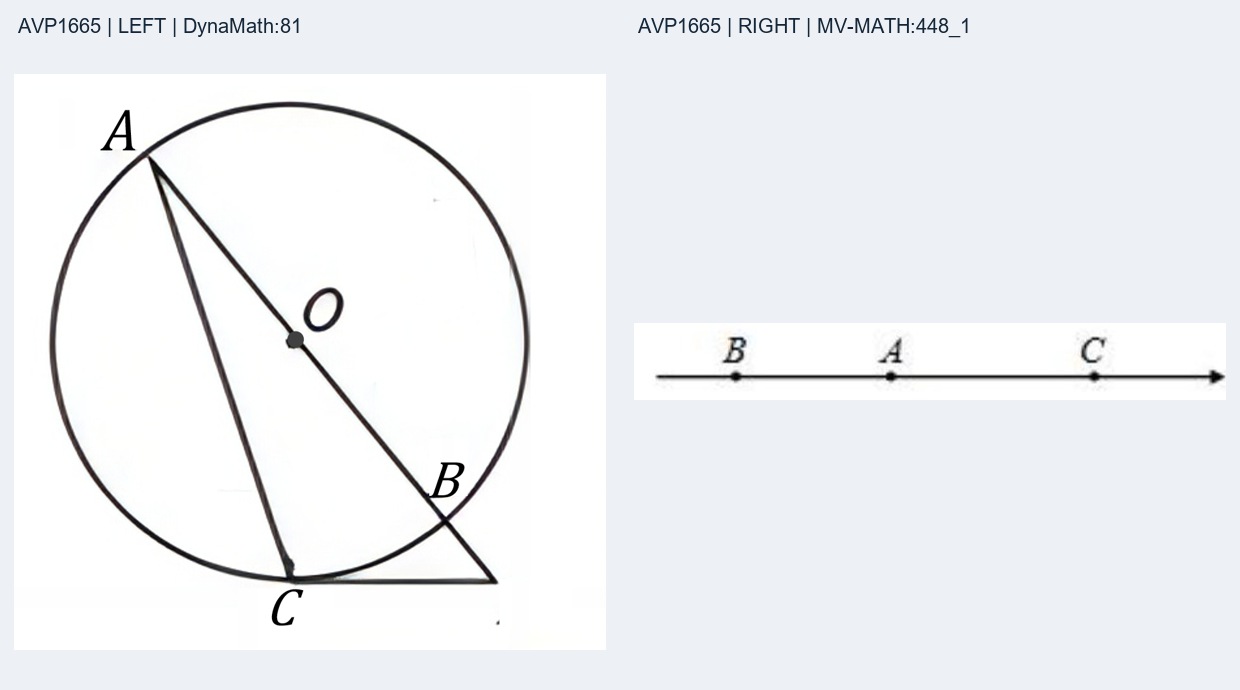 AVP1665 | LEFT | DynaMath:81
AVP1665 | RIGHT | MV-MATH:448_1
A
O
B
C
B A C